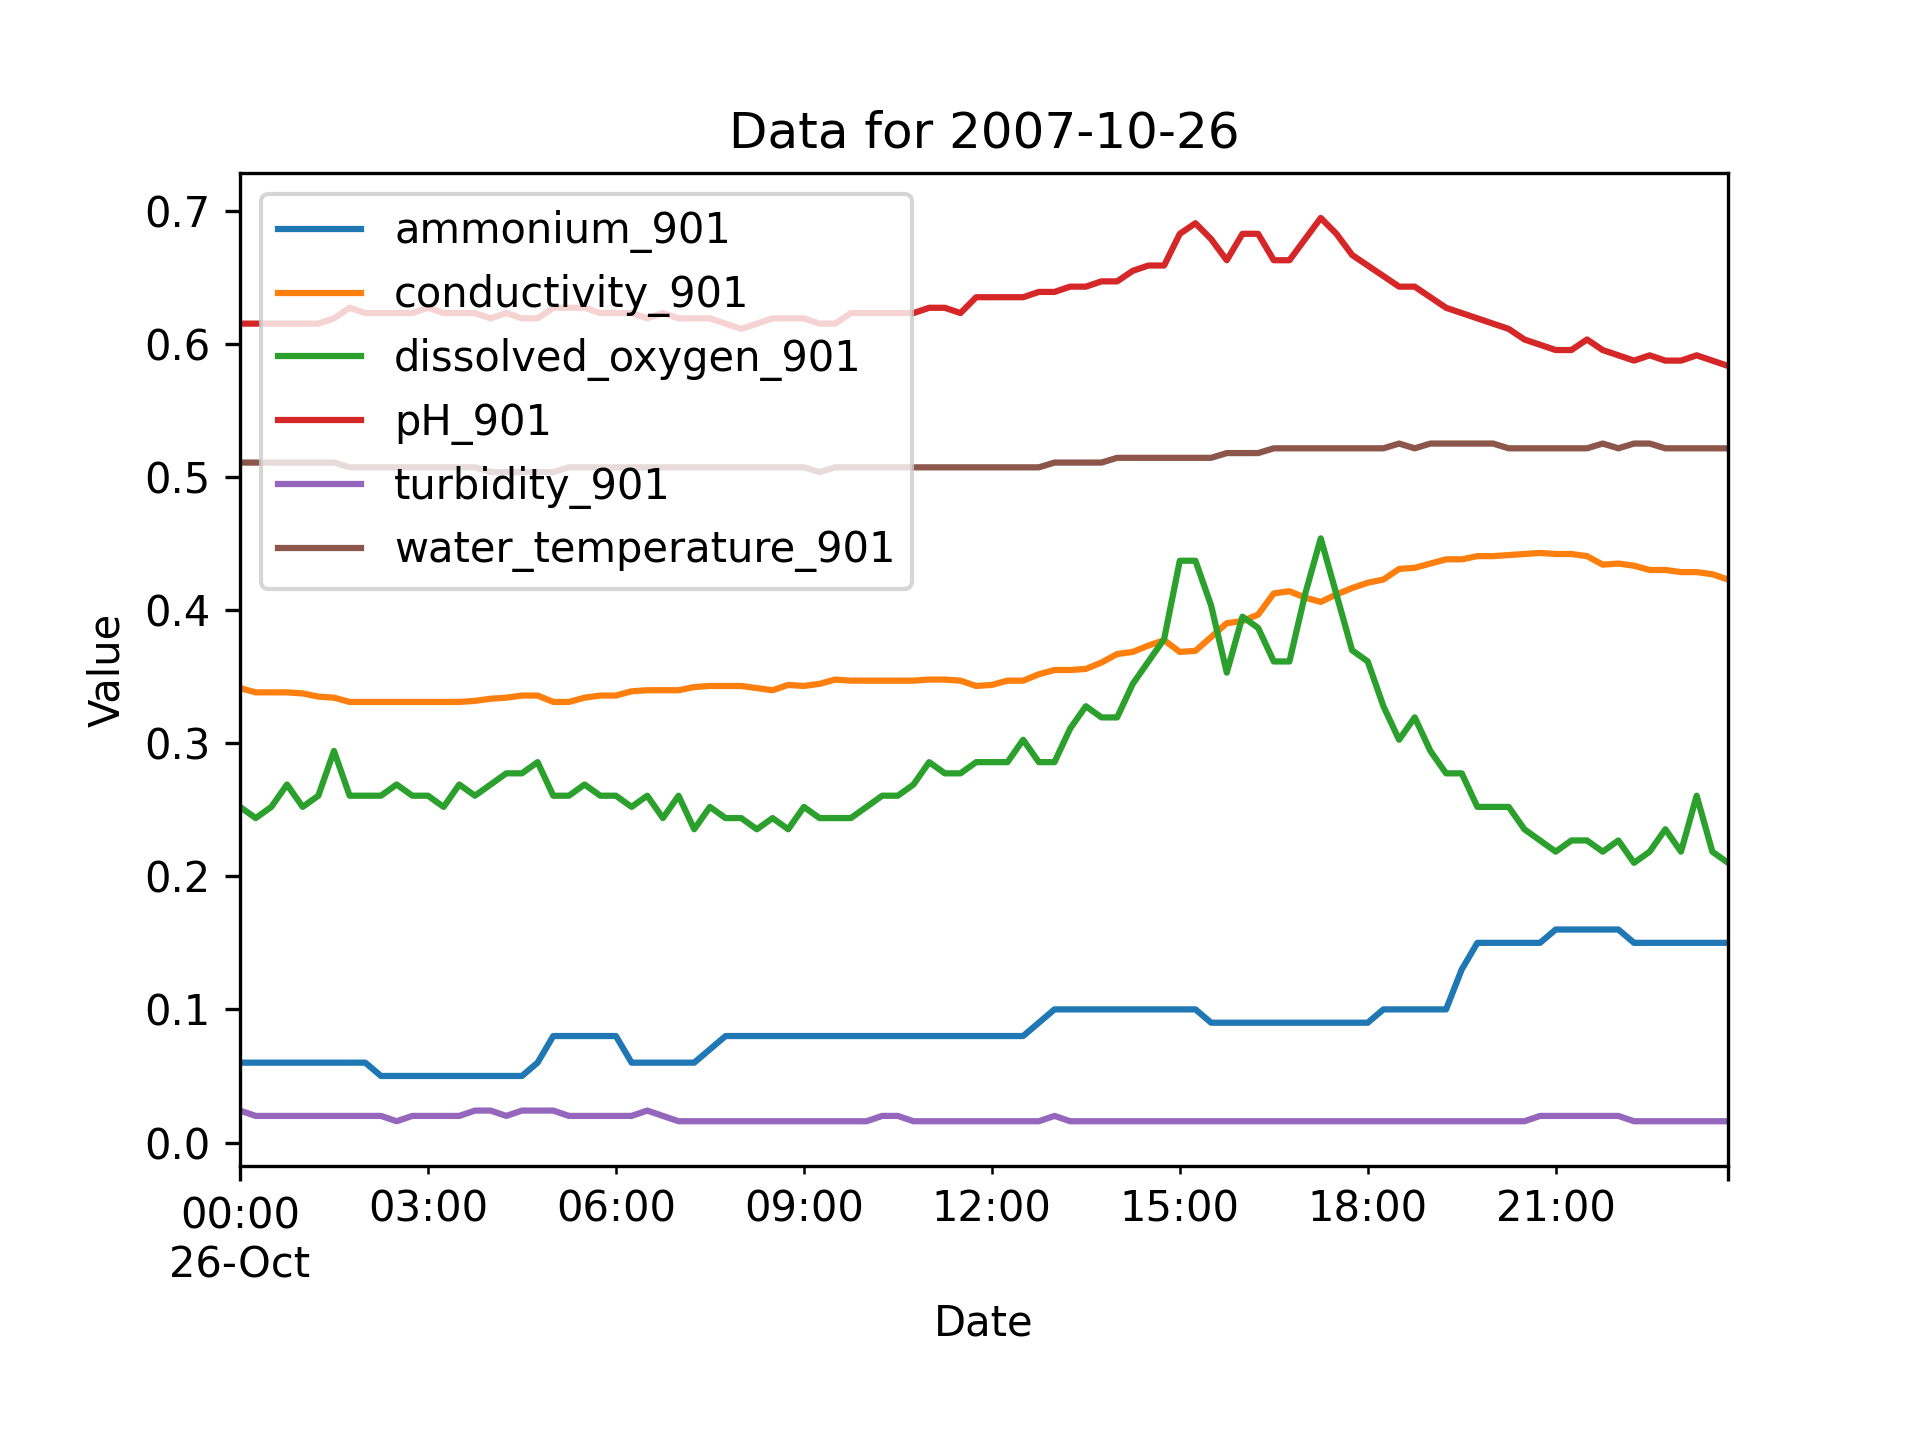 Data for 2007-10-26
0.7
0.6
0.5
0.4
0.3
0.2
0.1
0.0
Value
ammonium_901
conductivity_901
dissolved_oxygen_901
pH_901
turbidity_901
water_temperature_901
00:00 03:00 06:00 09:00 12:00 15:00 18:00 21:00
26-Oct
Date